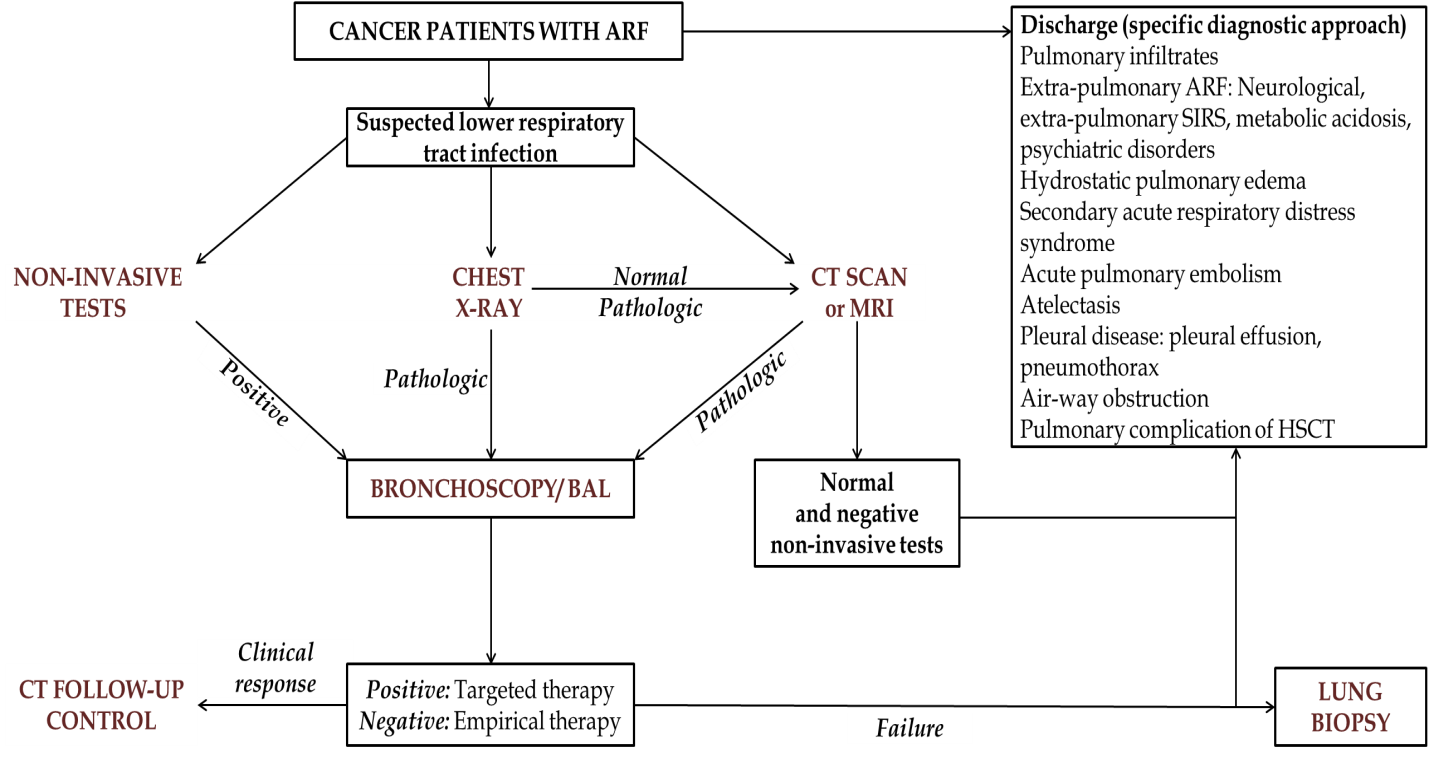 CANCER PATIENTS WITH ARF
Discharge (specific diagnostic approach)
Pulmonary infiltrates
Extra-pulmonary ARF: Neurological,
extra-pulmonary SIRS, metabolic acidosis,
psychiatric disorders
Hydrostatic pulmonary edema
Secondary acute respiratory distress
syndrome
Acute pulmonary embolism
Atelectasis
Pleural disease: pleural effusion,
pneumothorax
Air-way obstruction
Pulmonary complication of HSCT
Suspected lower respiratory
tract infection
NON-INVASIVE
TESTS
CHEST
X-RAY
Normal
Pathologic
CT SCAN
or MRI
Positive
Pathologic
Pathologic
BRONCHOSCOPY/ BAL
Normal
and negative
non-invasive tests
Clinical
response
CT FOLLOW-UP
CONTROL
Positive: Targeted therapy
Negative: Empirical therapy
Failure
LUNG
BIOPSY